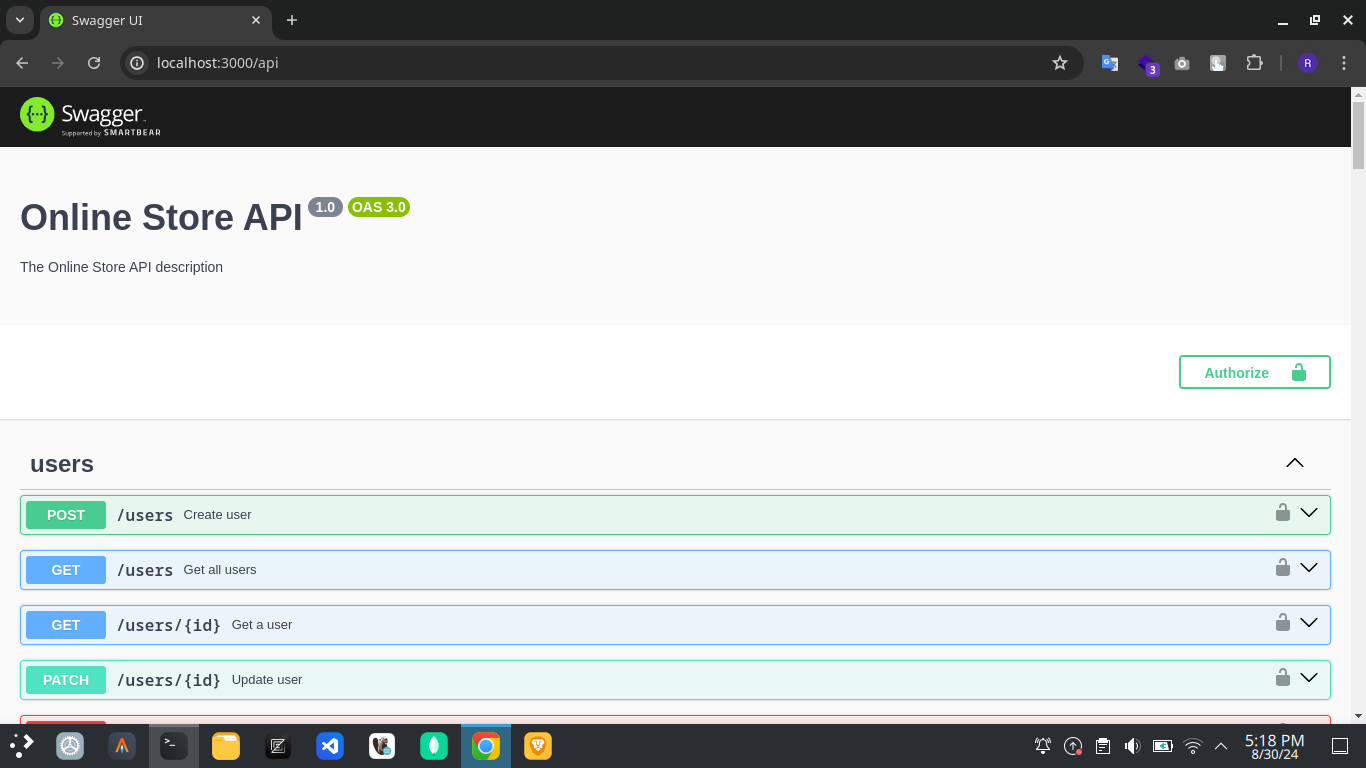 Swagger UI
localhost:3000/api
3
R
Swagger
Supported by SMARTBEAR
Online Store API 1.0 OAS 3.0
The Online Store API description
Authorize
users
POST /users Create user
GET /users Get all users
GET /users/{id} Get a user
PATCH /users/{id} Update user
5:18 PM
8/30/24